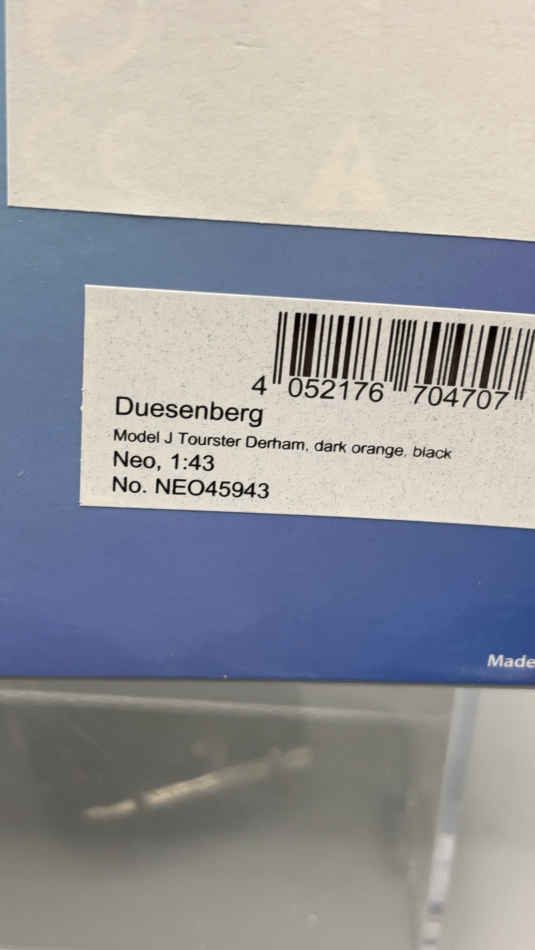 4 052176 704707
Duesenberg
Model J Tourster Derham, dark orange, black
Neo, 1:43
No. NEO45943
Made